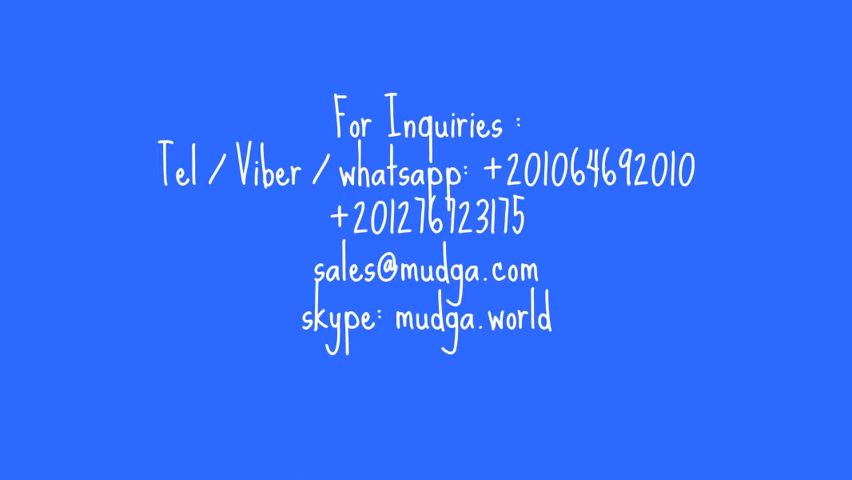 For Inquiries :
Tel / Viber / whatsapp: +201064692010
+201276723175
sales@mudga.com
skype: mudga.world